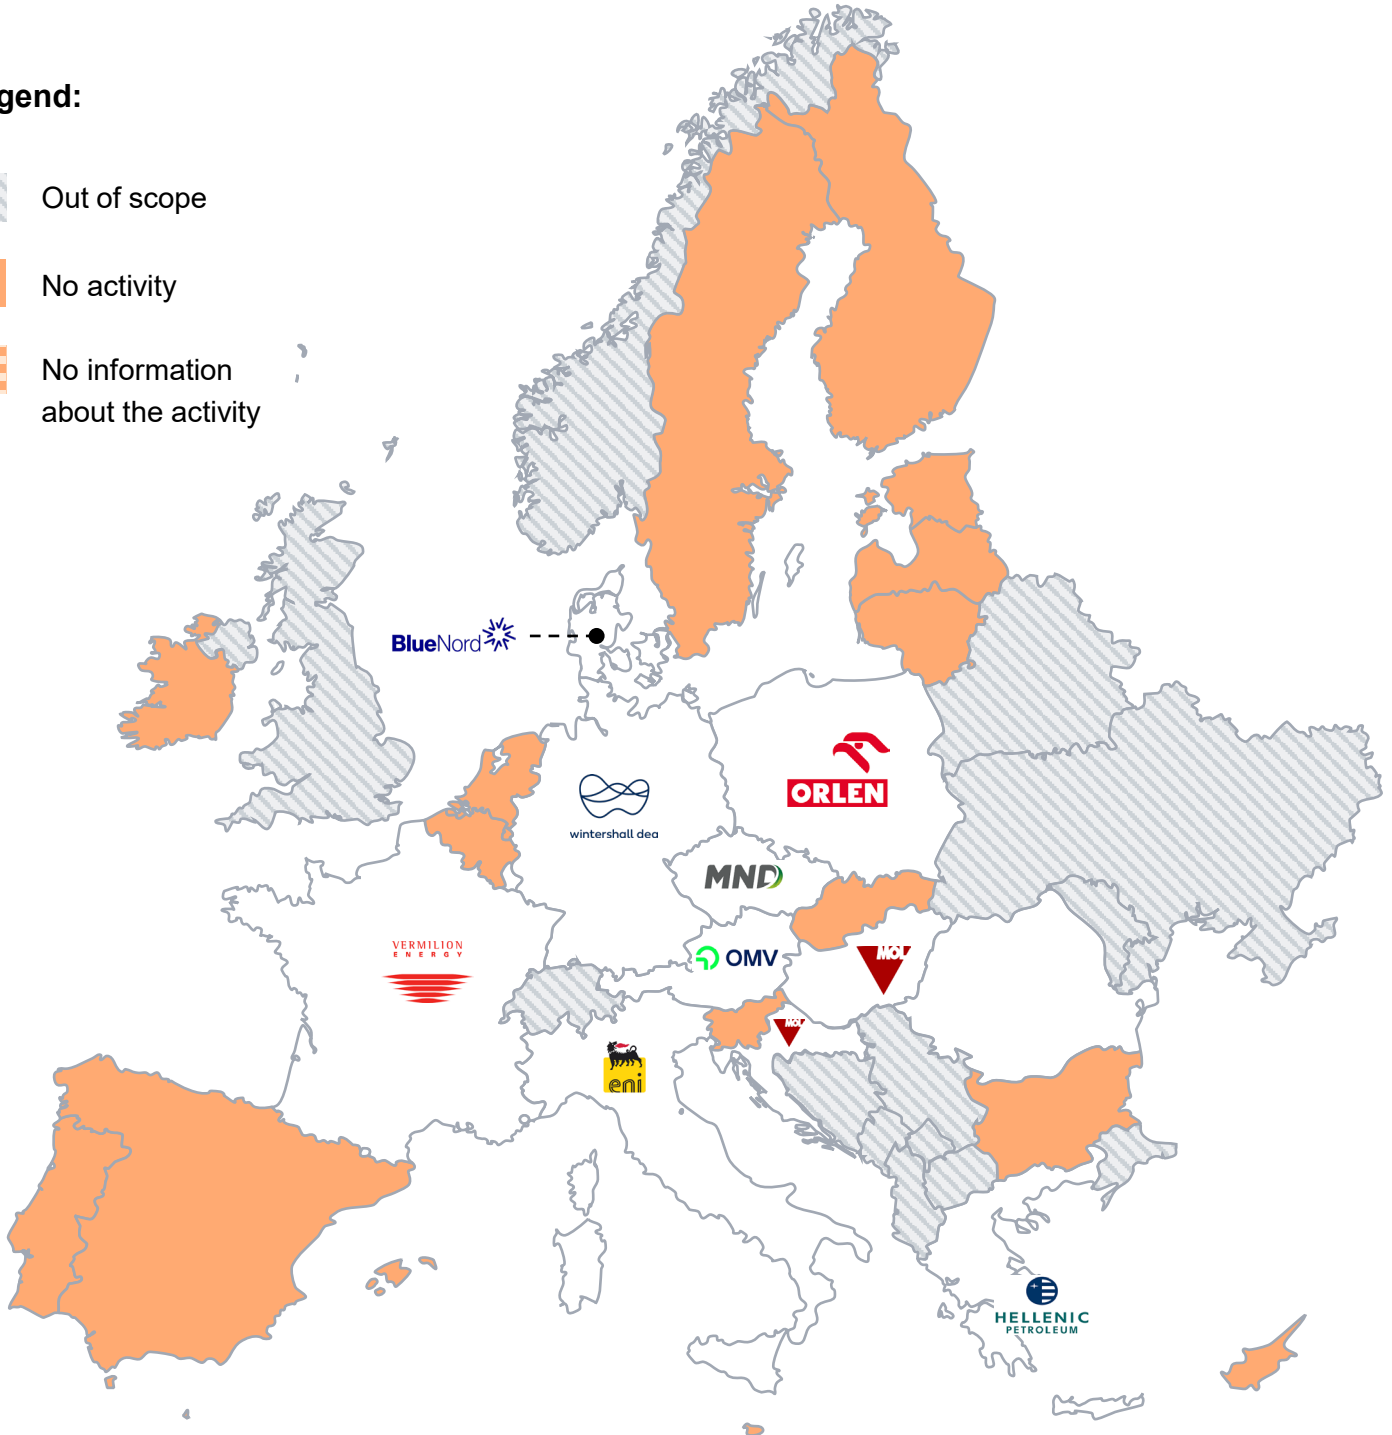 gend:
Out of scope
No activity
No information
about the activity
BlueNord
ORLEN
wintershall dea
MND
VERMILION
ENERGY
OMV
MOL
MOL
eni
HELLENIC
PETROLEUM